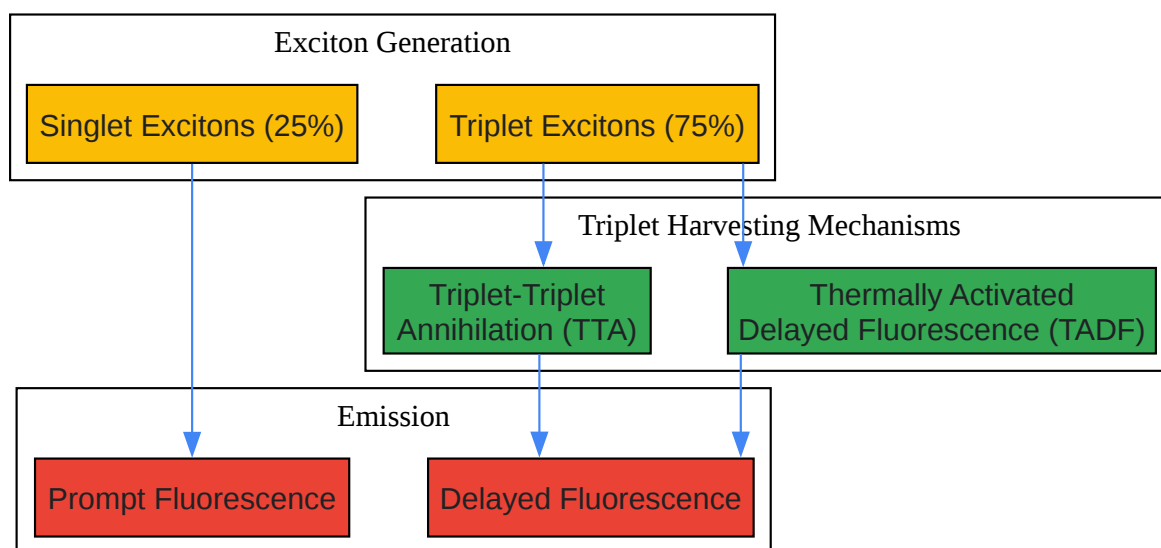 Exciton Generation
Singlet Excitons (25%)
Triplet Excitons (75%)
Triplet Harvesting Mechanisms
Triplet-Triplet
Annihilation (TTA)
Thermally Activated
Delayed Fluorescence (TADF)
Emission
Prompt Fluorescence
Delayed Fluorescence